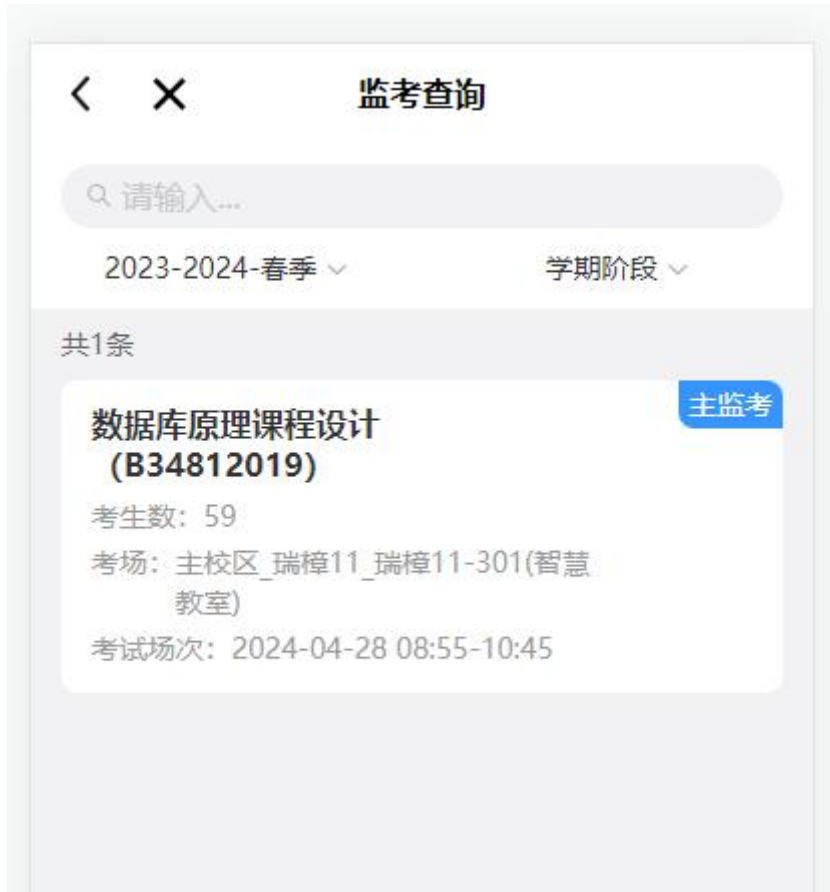 监考查询
请输入...
2023-2024-春季 学期阶段
共1条
主监考
数据库原理课程设计
（B34812019）
考生数：59
考场：主校区_瑞樟11_瑞樟11-301(智慧
教室)
考试场次：2024-04-28 08:55-10:45